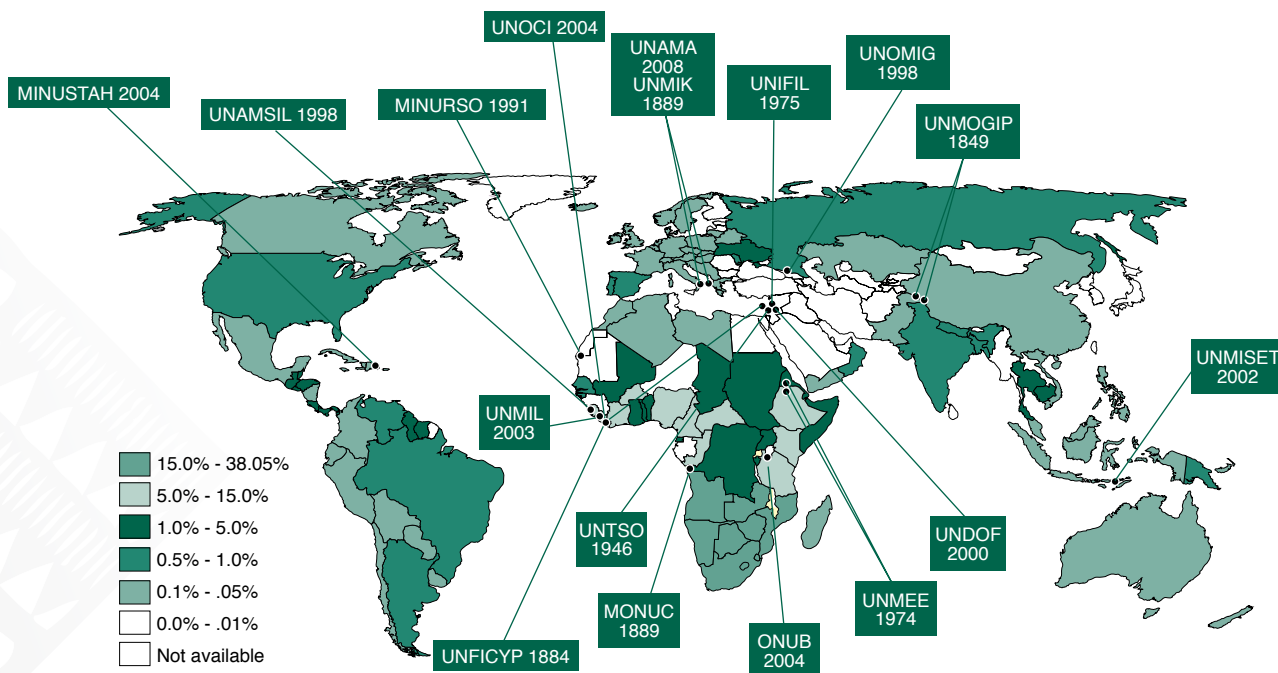 UNOCI 2004
UNAMA
2008
UNMIK
1889
UNOMIG
1998
MINUSTAH 2004
UNAMSIL 1998
MINURSO 1991
UNIFIL
1975
UNMOGIP
1849
UNMISET
2002
UNMIL
2003
15.0% - 38.05%
5.0% - 15.0%
1.0% - 5.0%
0.5% - 1.0%
0.1% - .05%
0.0% - .01%
Not available
UNTSO
1946
UNDOF
2000
MONUC
1889
UNMEE
1974
UNFICYP 1884
ONUB
2004